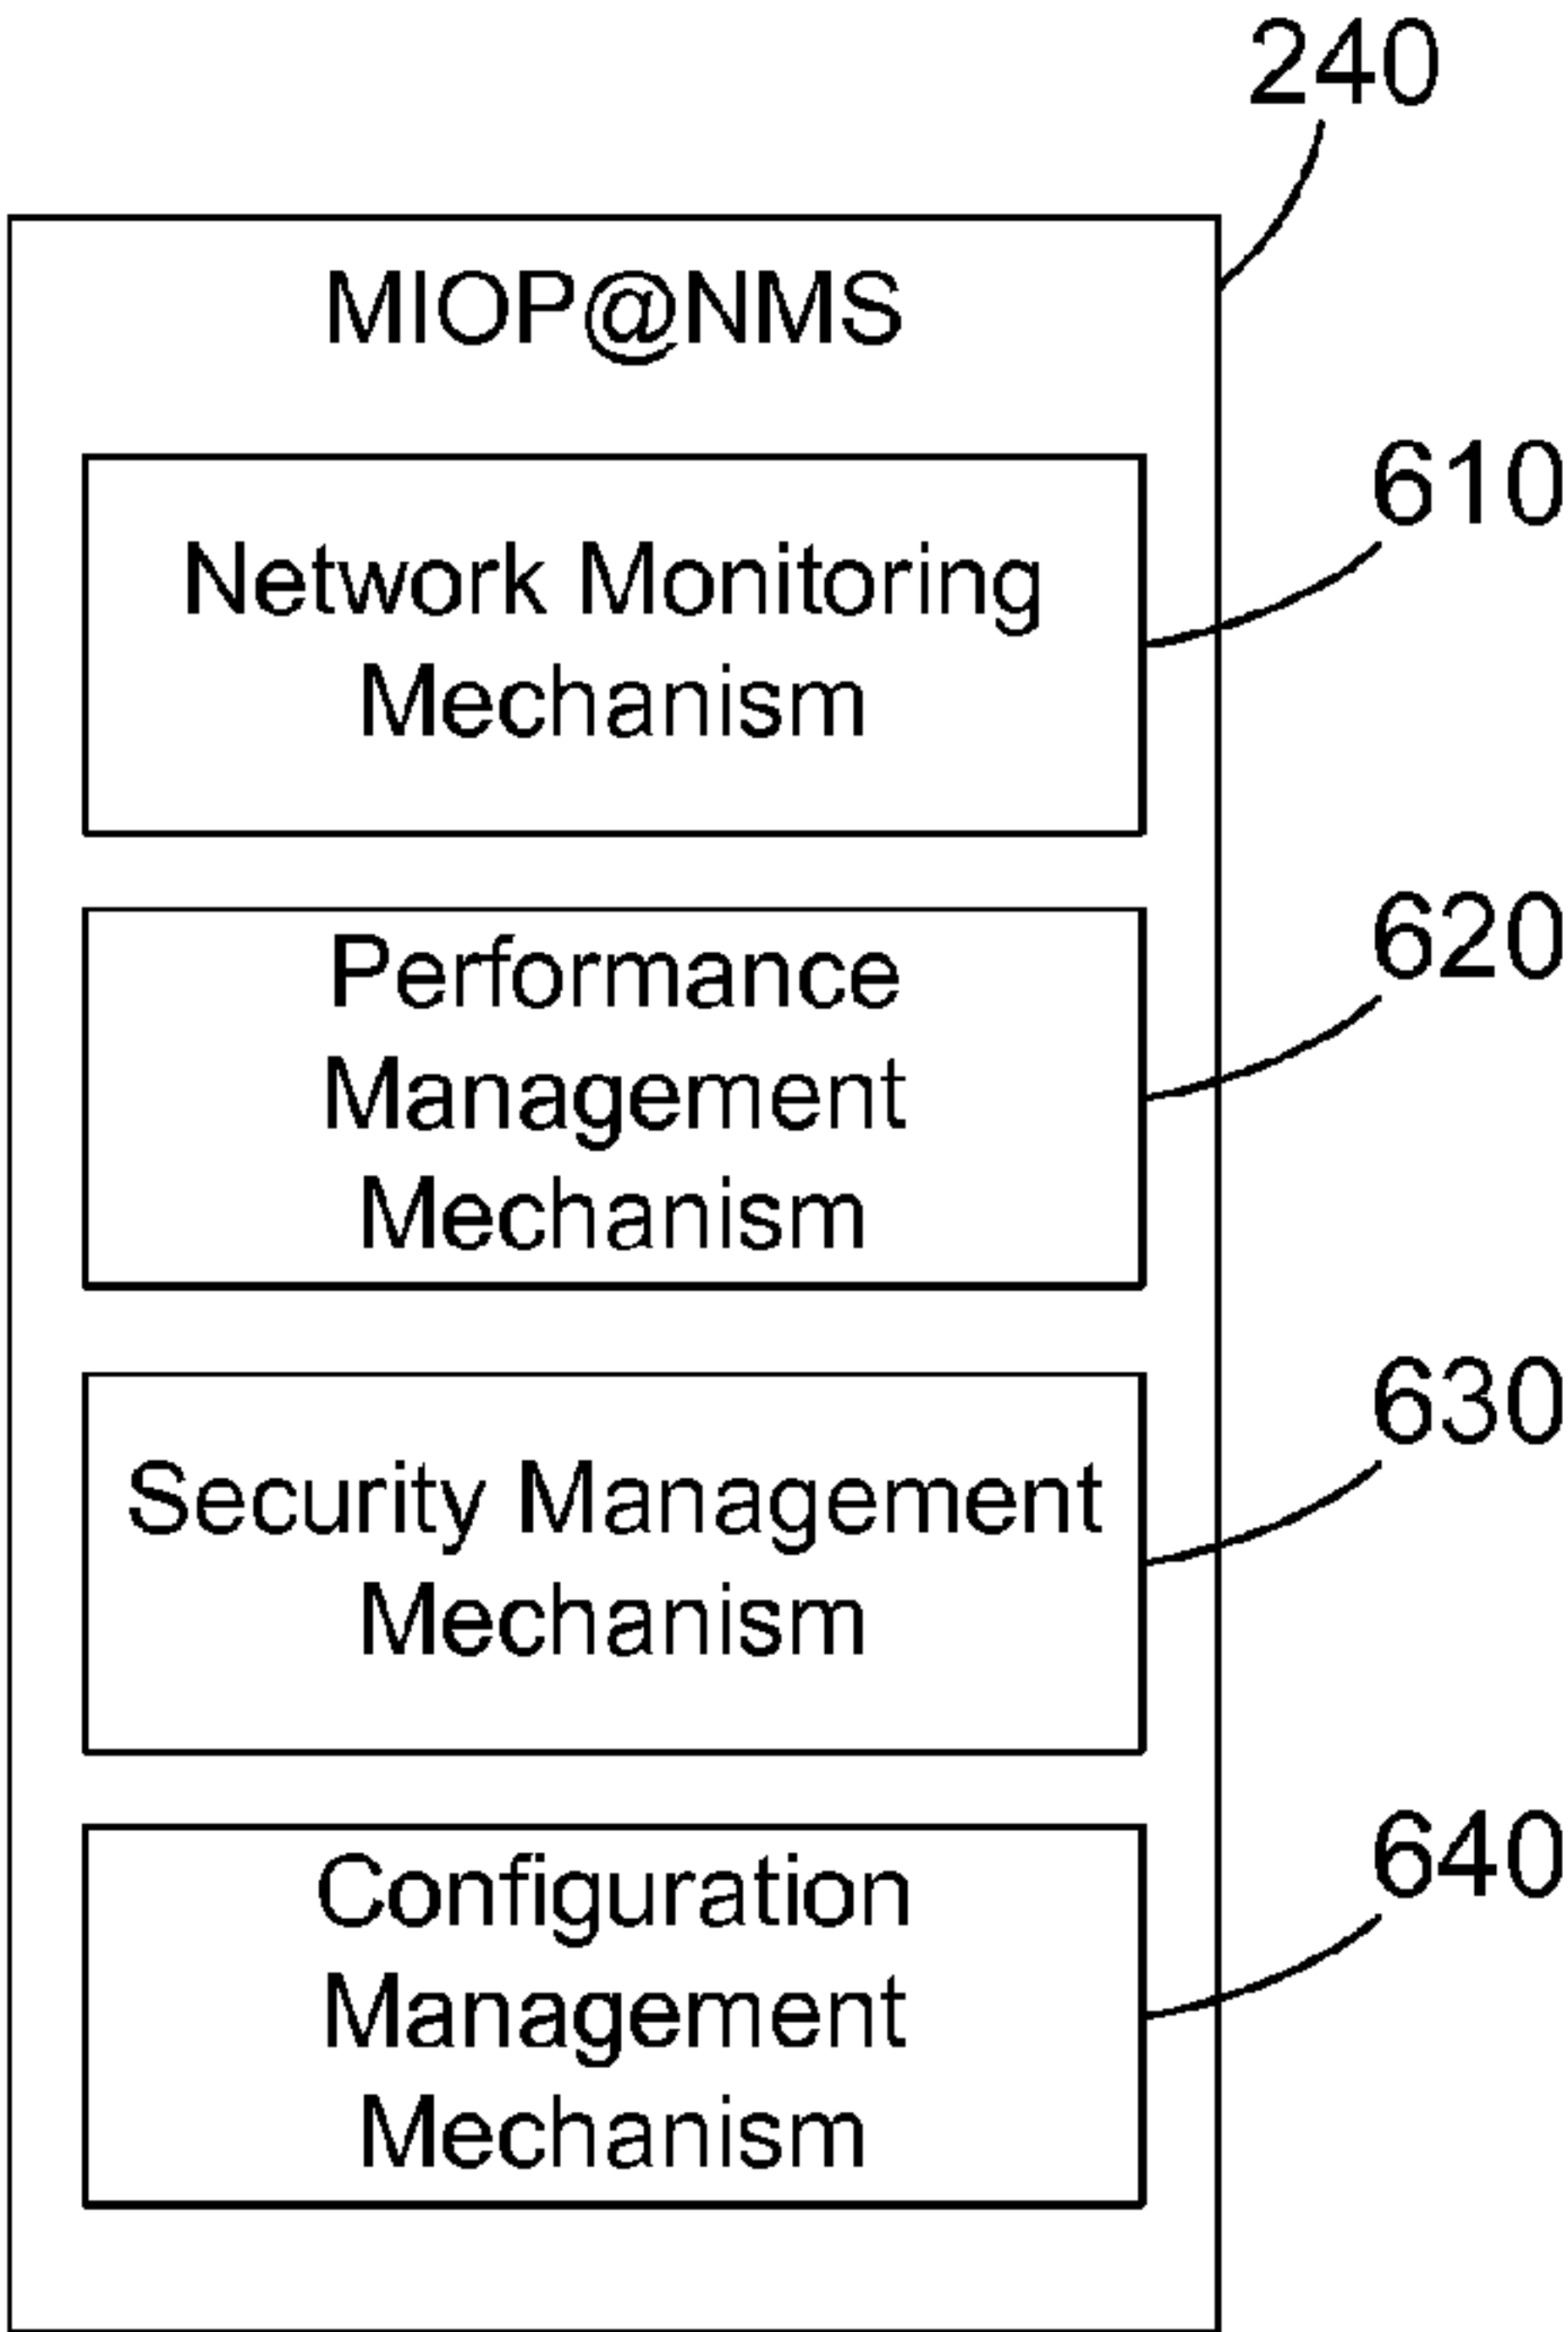 240
MIOP@NMS
610
Network Monitoring
Mechanism
620
Performance
Management
Mechanism
630
Security Management
Mechanism
640
Configuration
Management
Mechanism